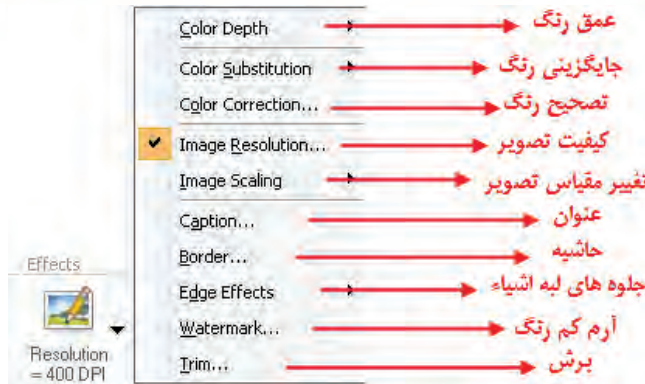 Color Depth عمق رنگ
Color Substitution جایگزینی رنگ
Color Correction... تصحیح رنگ
Image Resolution... کیفیت تصویر
Image Scaling تغییر مقیاس تصویر
Caption... عنوان
Border... حاشیه
Edge Effects جلوه های لبه اشیاء
Watermark... آرم کم رنگ
Trim... برش
Effects
Resolution
= 400 DPI